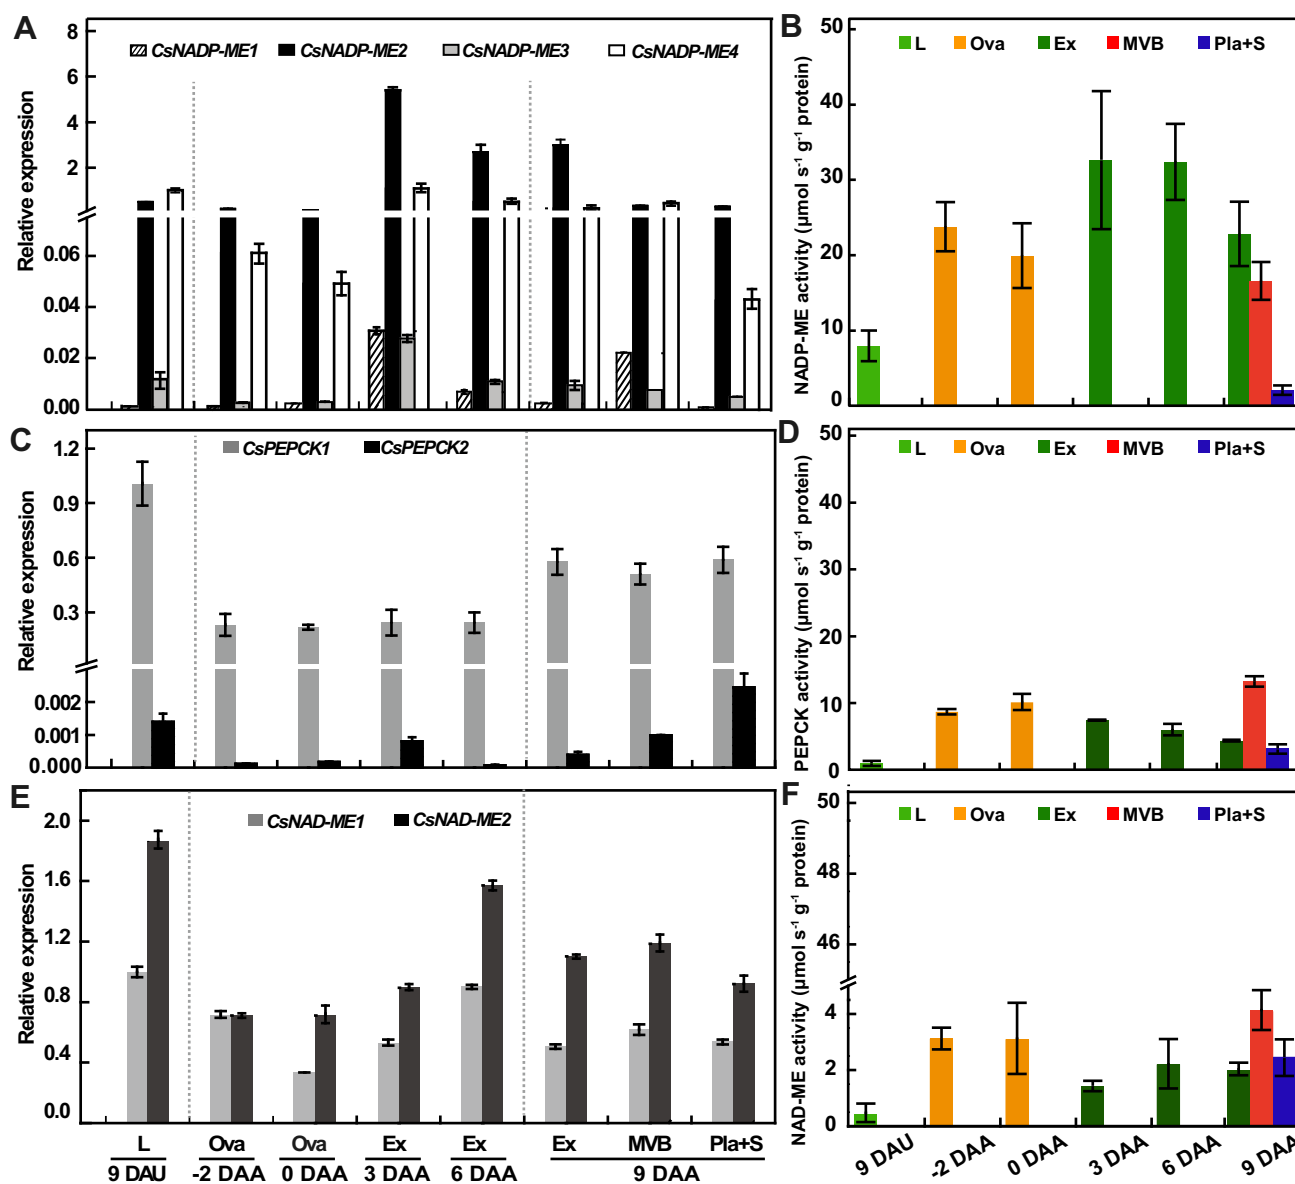 A
CsNADP-ME1 CsNADP-ME2 CsNADP-ME3 CsNADP-ME4
Relative expression
8
6
4
2
0.06
0.04
0.02
0.00
B
L Ova Ex MVB Pla+S
NADP-ME activity (µmol s⁻¹ g⁻¹ protein)
50
40
30
20
10
0
C
CsPEPCK1 CsPEPCK2
Relative expression
1.2
0.9
0.6
0.3
0.002
0.001
0.000
D
L Ova Ex MVB Pla+S
PEPCK activity (µmol s⁻¹ g⁻¹ protein)
50
40
30
20
10
0
E
CsNAD-ME1 CsNAD-ME2
Relative expression
2.0
1.6
1.2
0.8
0.4
0.0
L Ova Ova Ex Ex Ex MVB Pla+S
9 DAU -2 DAA 0 DAA 3 DAA 6 DAA 9 DAA
F
L Ova Ex MVB Pla+S
NAD-ME activity (µmol s⁻¹ g⁻¹ protein)
50
48
46
4
2
0
9 DAU -2 DAA 0 DAA 3 DAA 6 DAA 9 DAA